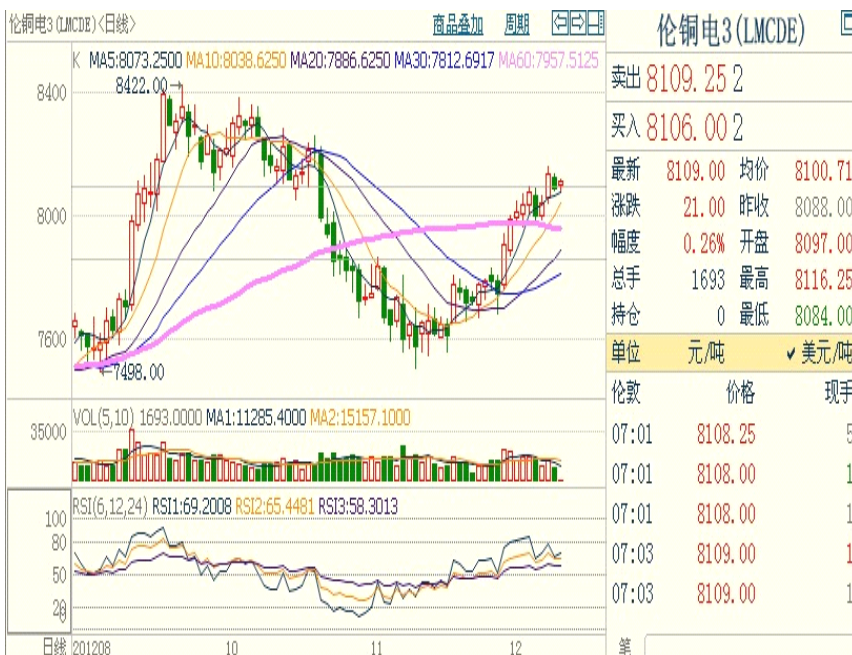 伦铜电3(LMCDE)<日线> 商品叠加 周期
K MA5:8073.2500 MA10:8038.6250 MA20:7886.6250 MA30:7812.6917 MA60:7957.5125
8422.00
8400
8000
7600
7498.00
VOL(5,10) 1693.0000 MA1:11285.4000 MA2:15157.1000
35000
RSI(6,12,24) RSI1:69.2008 RSI2:65.4481 RSI3:58.3013
100
80
50
20
0
日线 201208 10 11 12
伦铜电3(LMCDE)
卖出 8109.25 2
买入 8106.00 2
最新 8109.00 均价 8100.71
涨跌 21.00 昨收 8088.00
幅度 0.26% 开盘 8097.00
总手 1693 最高 8116.25
持仓 0 最低 8084.00
单位 元/吨 ✓美元/吨
伦敦 价格 现手
07:01 8108.25 5
07:01 8108.00 1
07:01 8108.00 1
07:03 8109.00 1
07:03 8109.00 1
笔